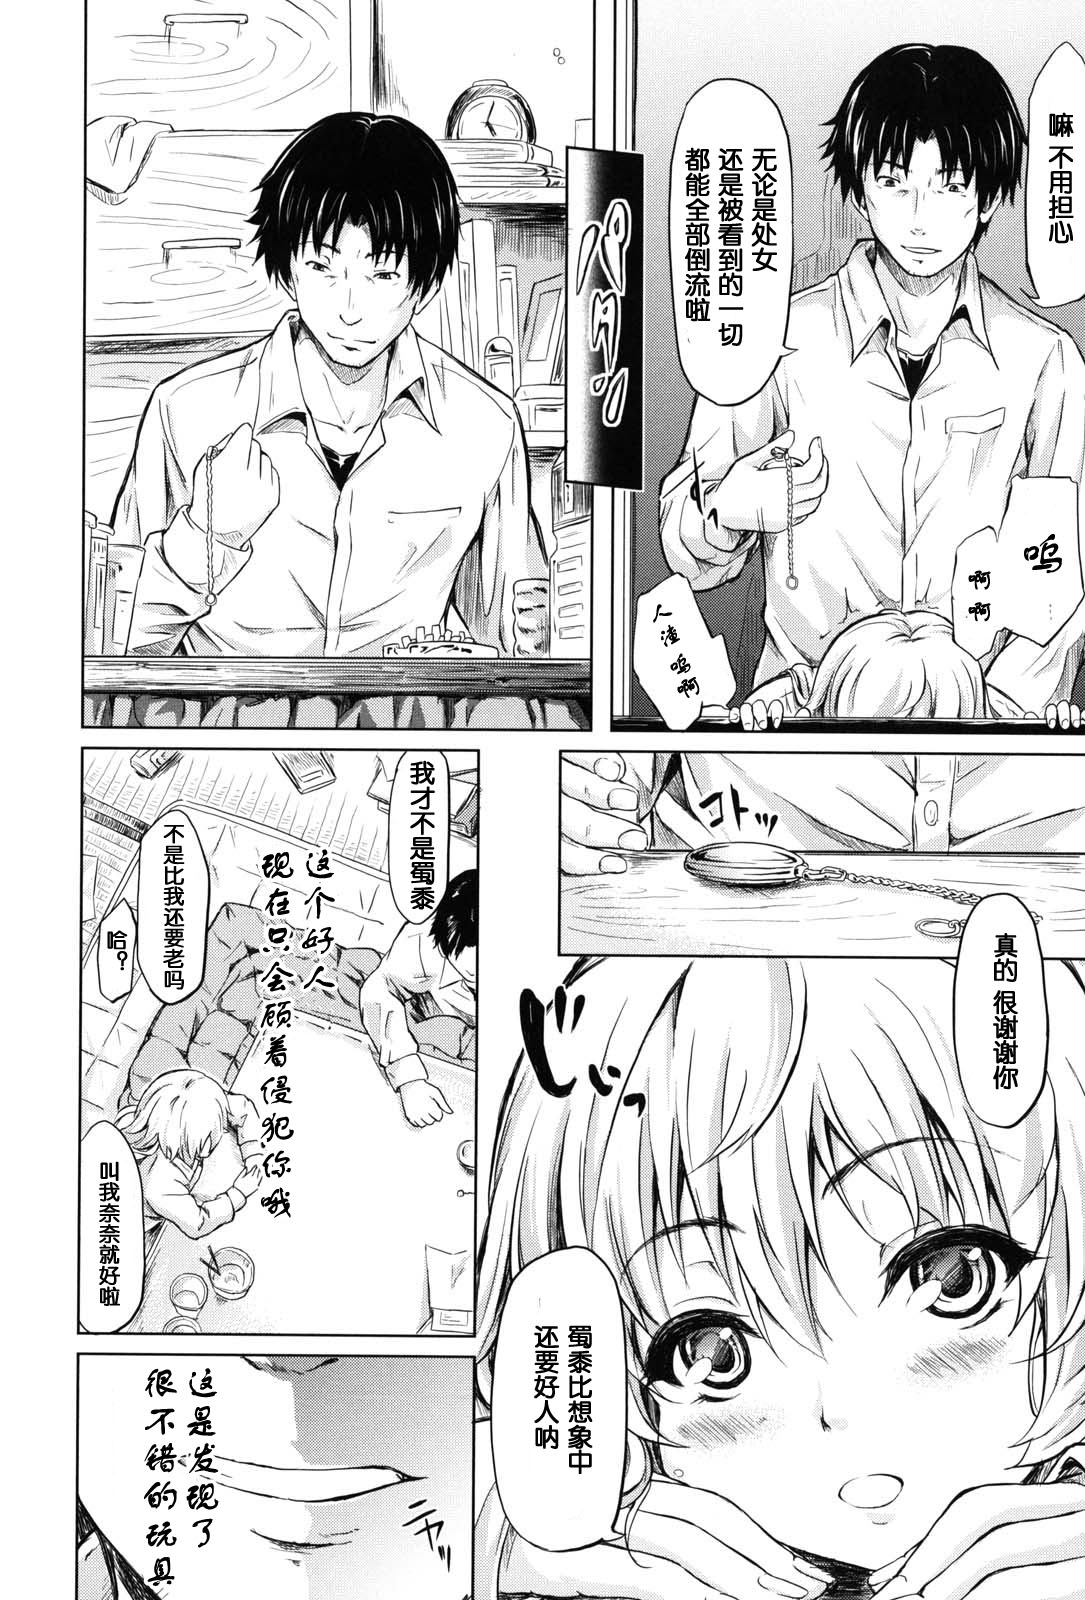 嘛 不用担心
无论是处女
还是被看到的一切
都能全部倒流啦
呜
啊
啊
人渣呜啊
コトッ
真的 很谢谢你
じーっ
蜀黍比想象中
还要好人呐
我才不是蜀黍
这个好人
现在只会顾着侵犯你哦
不是比我还要老吗
哈?
叫我奈奈就好啦
这是发现了
很不错的玩具
ニヤッ